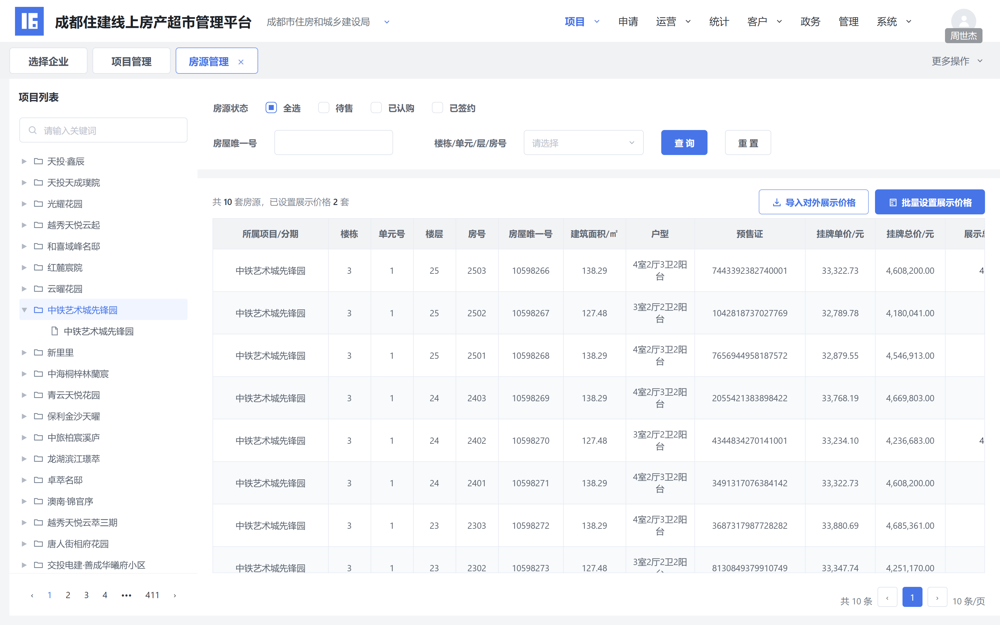 成都住建线上房产超市管理平台 成都市住房和城乡建设局 项目 申请 运营 统计 客户 政务 管理 系统
周世杰
选择企业 项目管理 房源管理 × 更多操作
项目列表
请输入关键词
天投·鑫辰
天投天成璞院
光耀花园
越秀天悦云起
和喜域峰名邸
红麓宸院
云曜花园
中铁艺术城先锋园
中铁艺术城先锋园
新里里
中海桐梓林蘭宸
青云天悦花园
保利金沙天曜
中旅柏宸溪庐
龙湖滨江璟萃
卓萃名邸
澳南·锦官序
越秀天悦云萃三期
唐人街相府花园
交投电建·善成华曦府小区
‹ 1 2 3 4 ••• 411 ›
房源状态 全选 待售 已认购 已签约
房屋唯一号 楼栋/单元/层/房号 请选择 查 询 重 置
共 10 套房源，已设置展示价格 2 套 导入对外展示价格 批量设置展示价格
所属项目/分期 楼栋 单元号 楼层 房号 房屋唯一号 建筑面积/㎡ 户型 预售证 挂牌单价/元 挂牌总价/元 展示
中铁艺术城先锋园 3 1 25 2503 10598266 138.29 4室2厅3卫2阳台 7443392382740001 33,322.73 4,608,200.00 4
中铁艺术城先锋园 3 1 25 2502 10598267 127.48 3室2厅2卫2阳台 1042818737027769 32,789.78 4,180,041.00
中铁艺术城先锋园 3 1 25 2501 10598268 138.29 4室2厅3卫2阳台 7656944958187572 32,879.55 4,546,913.00
中铁艺术城先锋园 3 1 24 2403 10598269 138.29 4室2厅3卫2阳台 2055421383898422 33,768.19 4,669,803.00
中铁艺术城先锋园 3 1 24 2402 10598270 127.48 3室2厅2卫2阳台 4344834270141001 33,234.10 4,236,683.00 4
中铁艺术城先锋园 3 1 24 2401 10598271 138.29 4室2厅3卫2阳台 3491317076384142 33,322.73 4,608,200.00
中铁艺术城先锋园 3 1 23 2303 10598272 138.29 4室2厅3卫2阳台 3687317987728282 33,880.69 4,685,361.00
中铁艺术城先锋园 3 1 23 2302 10598273 127.48 3室2厅2卫2阳 8130849379910749 33,347.74 4,251,170.00
共 10 条 ‹ 1 › 10 条/页